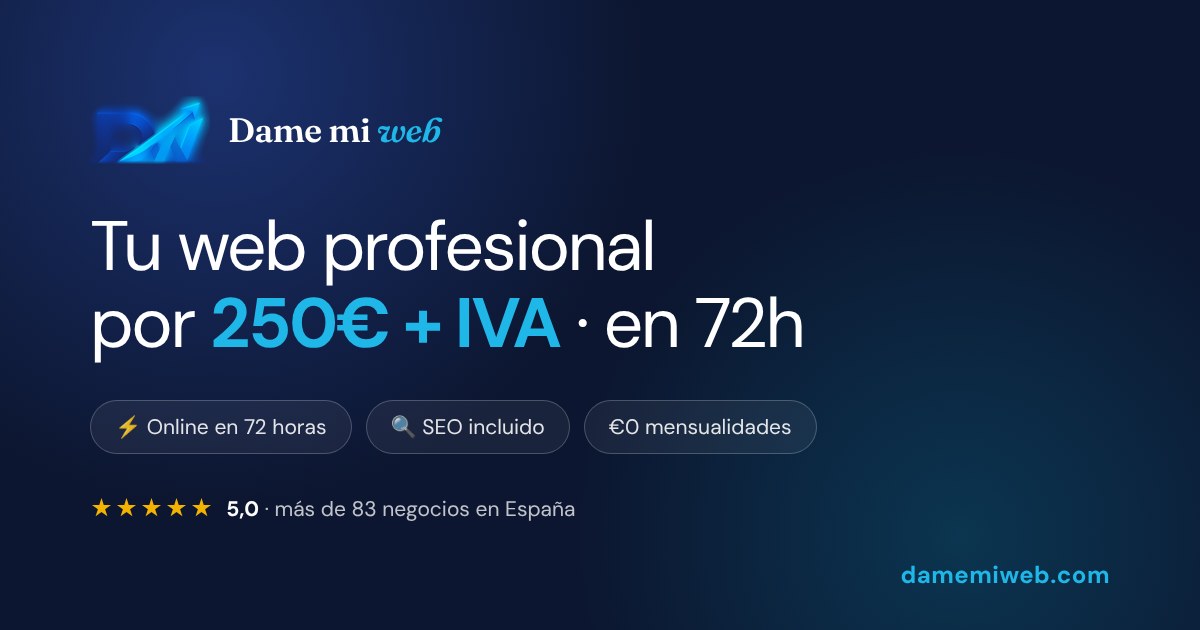 Dame mi web
Tu web profesional
por 250€ + IVA · en 72h
⚡ Online en 72 horas
🔍 SEO incluido
€0 mensualidades
★★★★★ 5,0 · más de 83 negocios en España
damemiweb.com